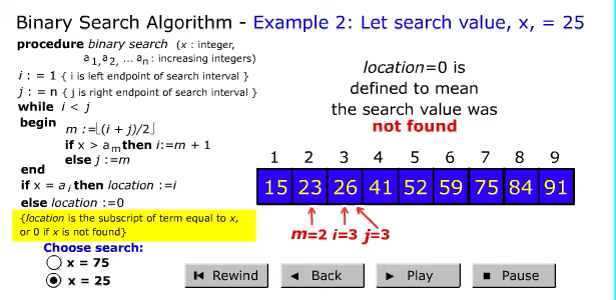 Binary Search Algorithm - Example 2: Let search value, x, = 25
procedure binary search (x : integer,
a1,a2, ... an : increasing integers)
i : = 1 { i is left endpoint of search interval }
j : = n { j is right endpoint of search interval }
while i < j
begin m :=⌊(i + j)/2⌋
if x > am then i:=m + 1
else j :=m
end
if x = ai then location :=i
else location :=0
{location is the subscript of term equal to x,
or 0 if x is not found}
Choose search:
x = 75
x = 25
location=0 is
defined to mean
the search value was
not found
1 2 3 4 5 6 7 8 9
15 23 26 41 52 59 75 84 91
m=2 i=3 j=3
Rewind Back Play Pause